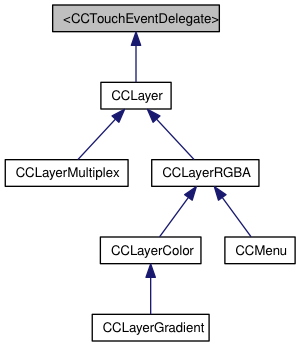 <CCTouchEventDelegate>
CCLayer
CCLayerMultiplex
CCLayerRGBA
CCLayerColor
CCMenu
CCLayerGradient